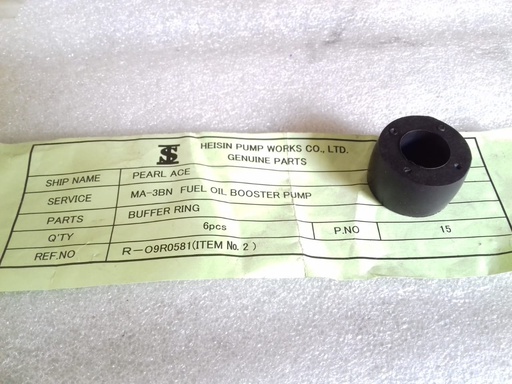 HEISIN PUMP WORKS CO., LTD.
GENUINE PARTS
SHIP NAME PEARL ACE
SERVICE MA-3BN FUEL OIL BOOSTER PUMP
PARTS BUFFER RING
Q'TY 6pcs P.NO 15
REF.NO R-09R0581(ITEM No. 2 )